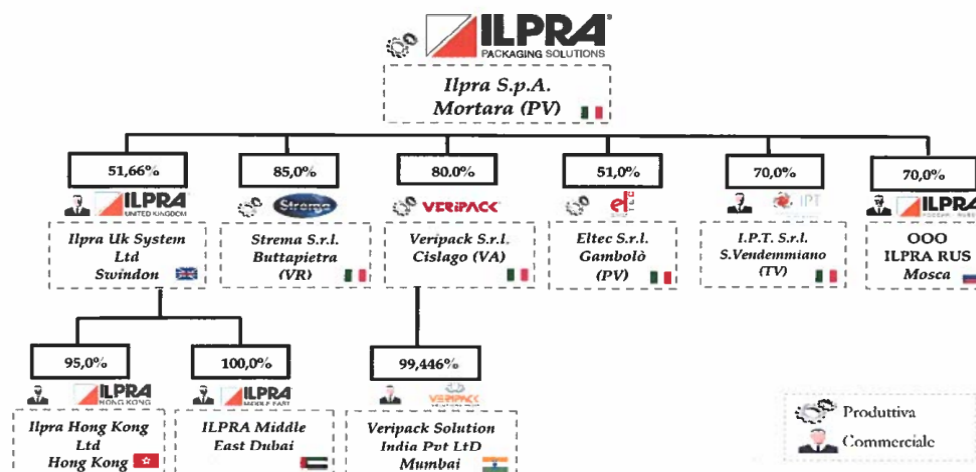 ILPRA
PACKAGING SOLUTIONS
Ilpra S.p.A.
Mortara (PV)
51,66%
85,0%
80.0%
51,0%
70,0%
70,0%
ILPRA
UNITED KINGDOM
Strema
VERIPACK
eltec
IPT
ILPRA
Ilpra Uk System
Ltd
Swindon
Strema S.r.l.
Buttapietra
(VR)
Veripack S.r.l.
Cislago (VA)
Eltec S.r.l.
Gambolò
(PV)
I.P.T. S.r.l.
S.Vendemmiano
(TV)
OOO
ILPRA RUS
Mosca
95,0%
100,0%
99,446%
ILPRA
HONG KONG
ILPRA
MIDDLE EAST
VERIPACK
Ilpra Hong Kong
Ltd
Hong Kong
ILPRA Middle
East Dubai
Veripack Solution
India Pvt LtD
Mumbai
Produttiva
Commerciale